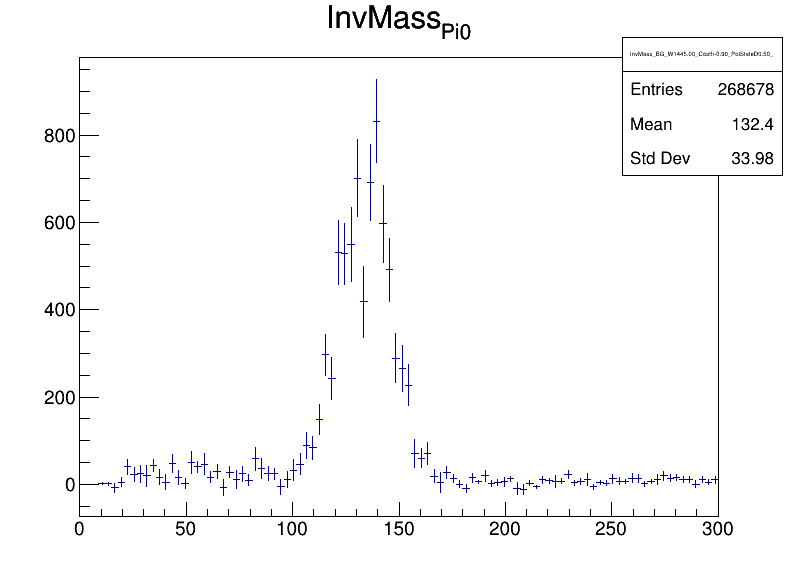 InvMass_Pi0
InvMass_BG_W1445.00_Costh-0.90_PolStateD0.50_
Entries 268678
Mean 132.4
Std Dev 33.98
800
600
400
200
0
0 50 100 150 200 250 300